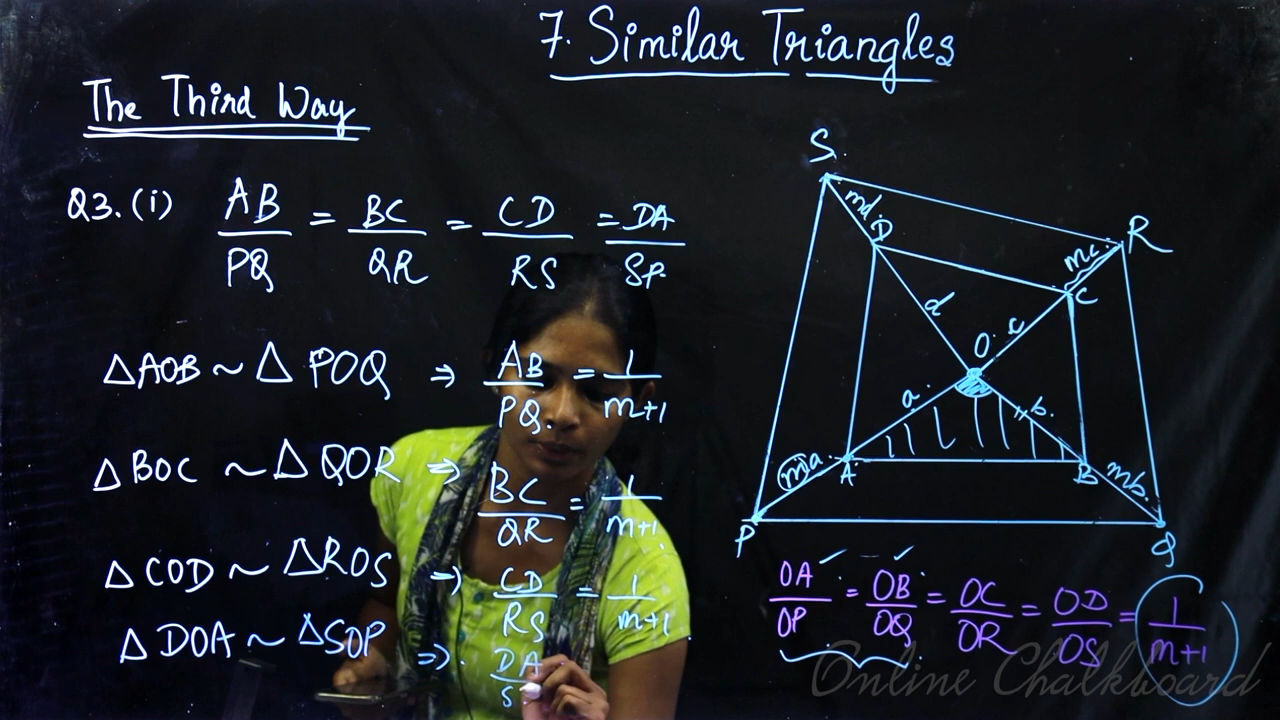 7. Similar Triangles
The Third Way
Q3. (i) AB/PQ = BC/QR = CD/RS = DA/SP
△AOB ~ △POQ ⇒ AB/PQ. = 1/m+1
△BOC ~ △QOR ⇒ BC/QR = 1/m+1
△COD ~ △ROS ⇒ CD/RS = 1/m+1
△DOA ~ △SOP ⇒ DA/S
S
md
D
R
mc
C
d
c
O
a
b
ma
A
B
mb
P
Q
OA/OP = OB/OQ = OC/OR = OD/OS = 1/m+1
Online Chalkboard